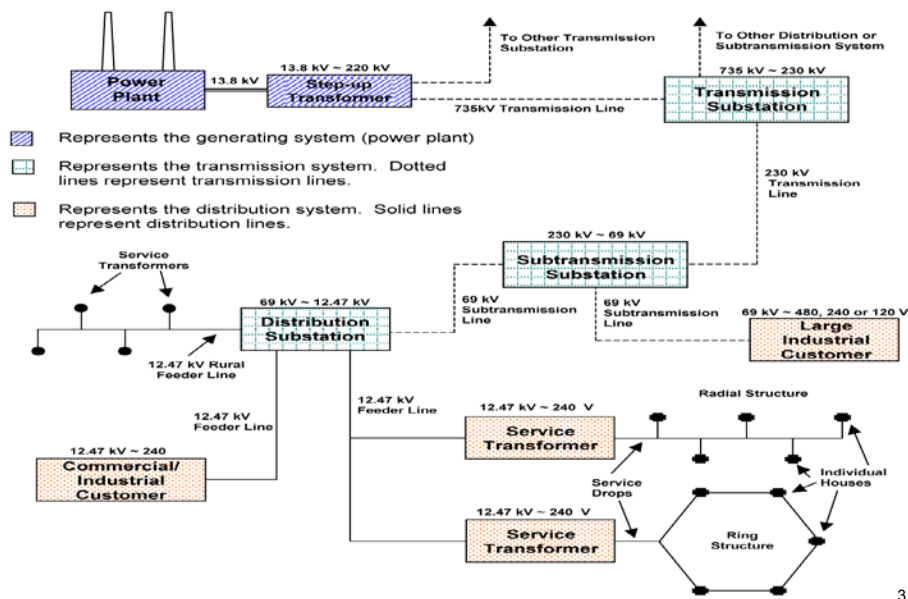 To Other Transmission
Substation
To Other Distribution or
Subtransmission System
13.8 kV
13.8 kV ~ 220 kV
735 kV ~ 230 kV
Power
Plant
Step-up
Transformer
Transmission
Substation
735kV Transmission Line
Represents the generating system (power plant)
Represents the transmission system. Dotted
lines represent transmission lines.
230 kV
Transmission
Line
Represents the distribution system. Solid lines
represent distribution lines.
230 kV ~ 69 kV
Subtransmission
Substation
Service
Transformers
69 kV ~ 12.47 kV
Distribution
Substation
69 kV
Subtransmission
Line
69 kV
Subtransmission
Line
69 kV ~ 480, 240 or 120 V
Large
Industrial
Customer
12.47 kV Rural
Feeder Line
12.47 kV
Feeder Line
12.47 kV
Feeder Line
12.47 kV ~ 240 V
Service
Transformer
Radial Structure
12.47 kV ~ 240
Commercial/
Industrial
Customer
Service
Drops
Individual
Houses
12.47 kV ~ 240 V
Service
Transformer
Ring
Structure
3